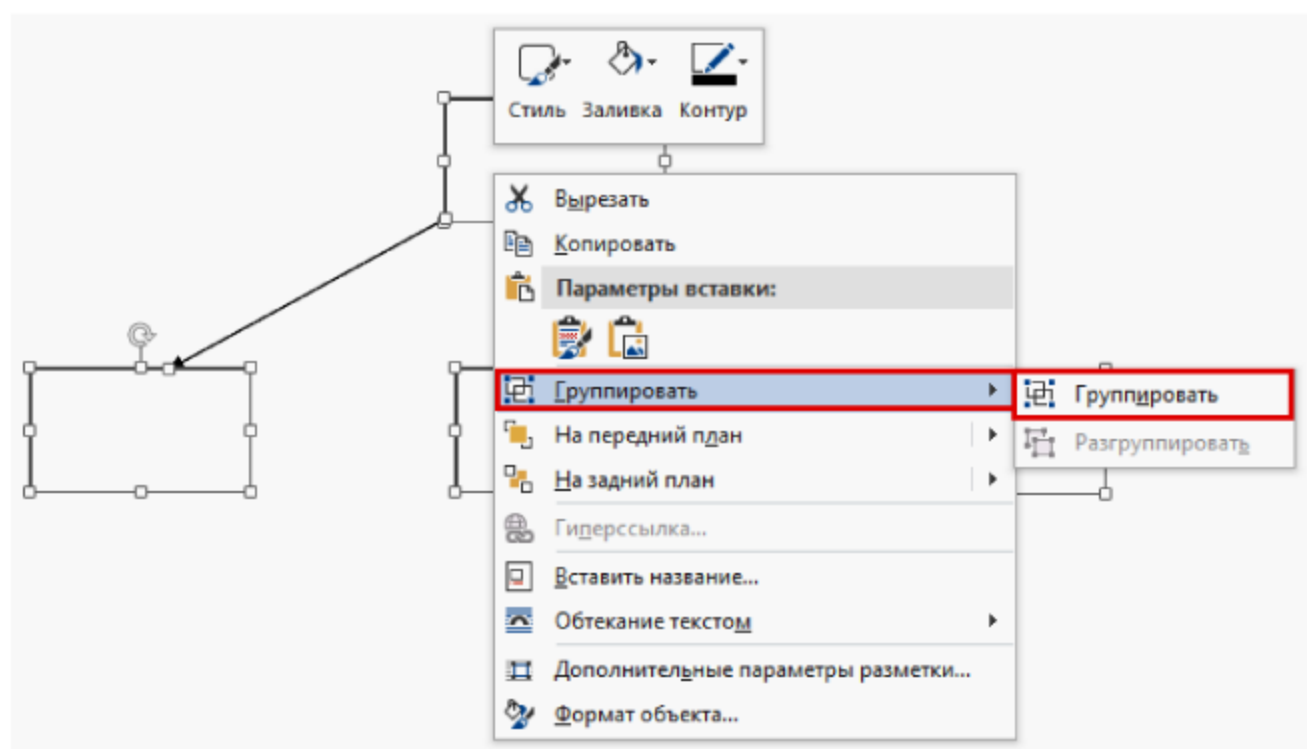 Стиль Заливка Контур
Вырезать
Копировать
Параметры вставки:
Группировать
Группировать
На передний план
Разгруппировать
На задний план
Гиперссылка...
Вставить название...
Обтекание текстом
Дополнительные параметры разметки...
Формат объекта...